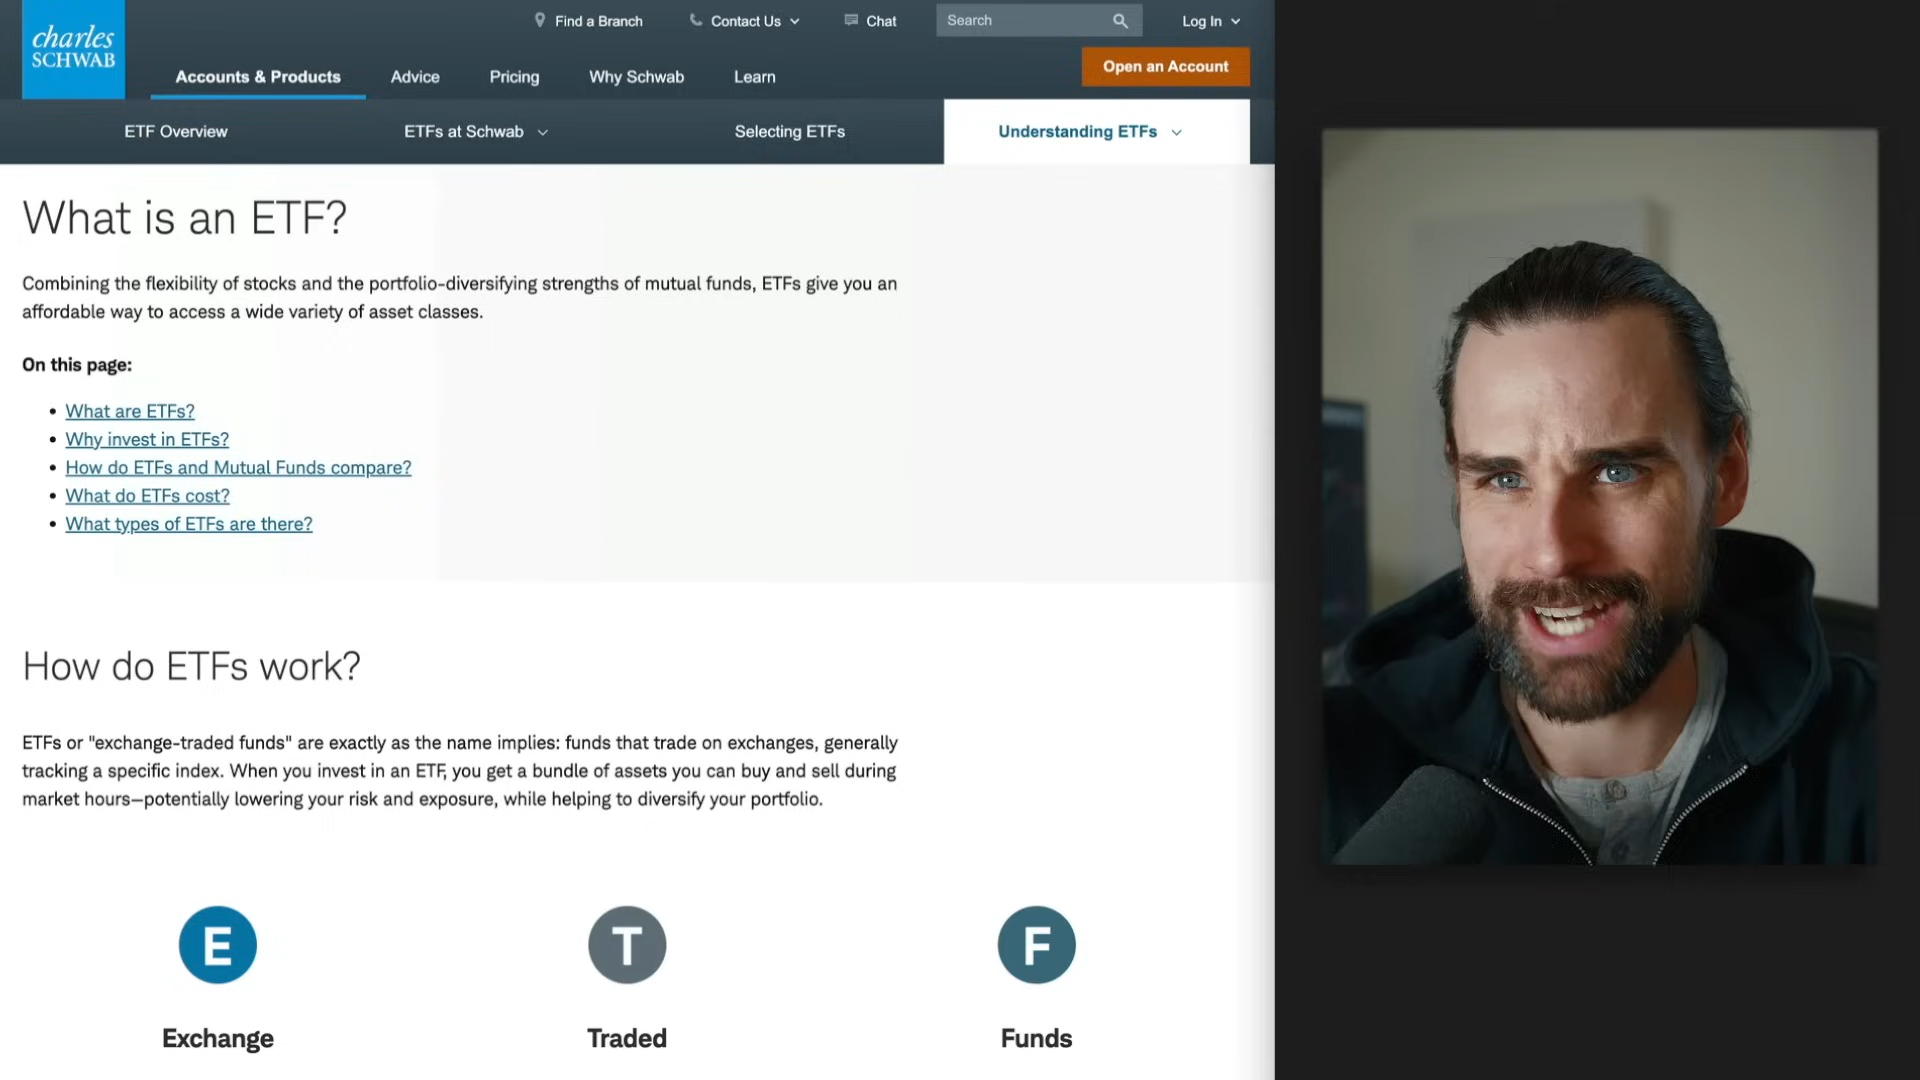 charles
SCHWAB
Find a Branch
Contact Us
Chat
Search
Log In
Accounts & Products
Advice
Pricing
Why Schwab
Learn
Open an Account
ETF Overview
ETFs at Schwab
Selecting ETFs
Understanding ETFs
What is an ETF?
Combining the flexibility of stocks and the portfolio-diversifying strengths of mutual funds, ETFs give you an
affordable way to access a wide variety of asset classes.
On this page:
• What are ETFs?
• Why invest in ETFs?
• How do ETFs and Mutual Funds compare?
• What do ETFs cost?
• What types of ETFs are there?
How do ETFs work?
ETFs or "exchange-traded funds" are exactly as the name implies: funds that trade on exchanges, generally
tracking a specific index. When you invest in an ETF, you get a bundle of assets you can buy and sell during
market hours—potentially lowering your risk and exposure, while helping to diversify your portfolio.
E
T
F
Exchange
Traded
Funds